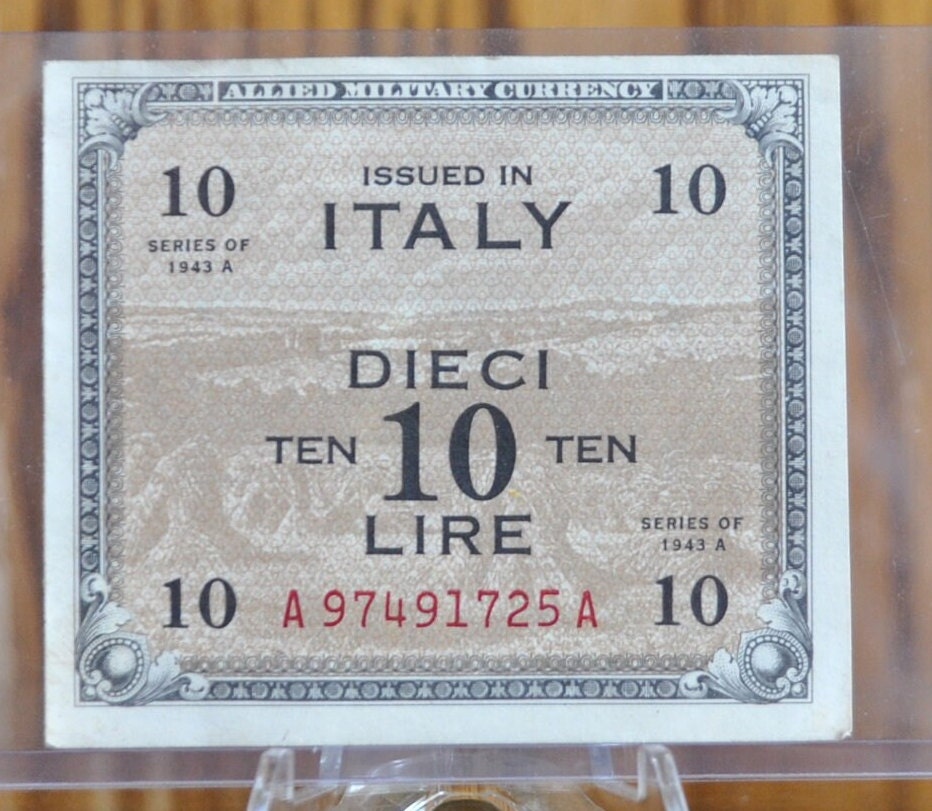 ALLIED MILITARY CURRENCY
10 ISSUED IN 10
ITALY
SERIES OF
1943 A
DIECI
TEN 10 TEN
LIRE
SERIES OF
1943 A
10 A 97491725 A 10